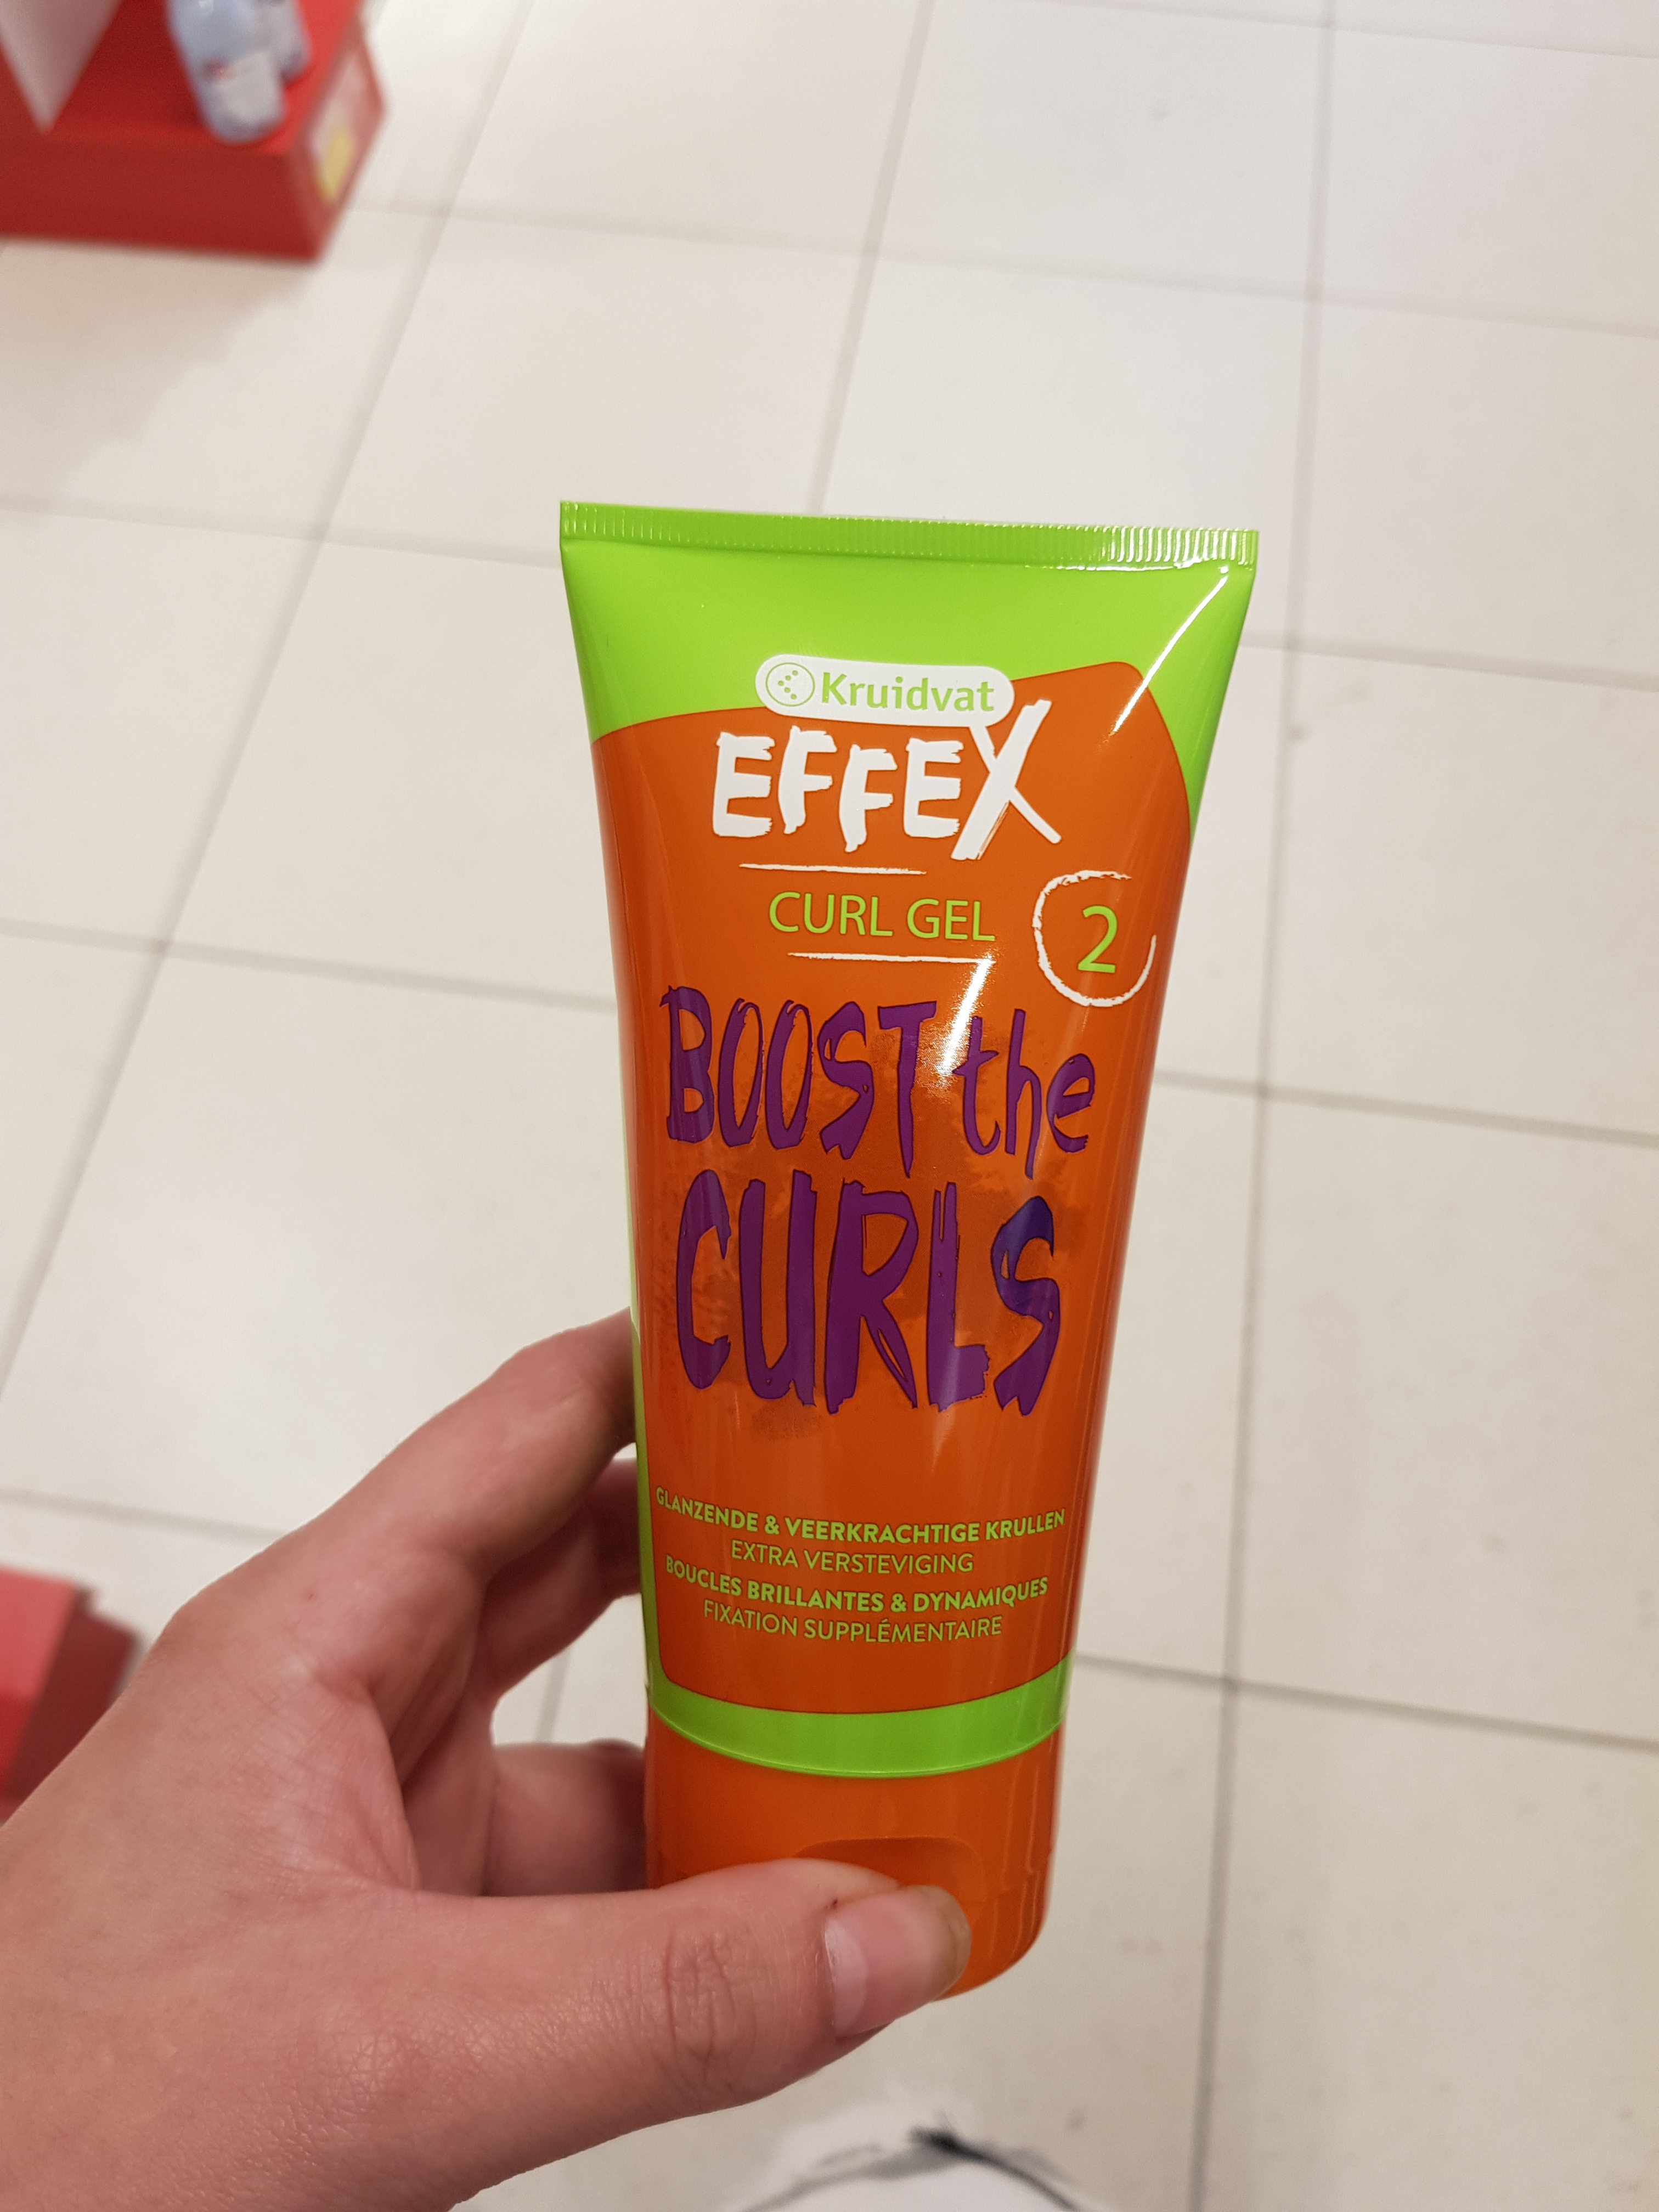 Kruidvat
EFFEX
CURL GEL
2
BOOST the
CURLS
GLANZENDE & VEERKRACHTIGE KRULLEN
EXTRA VERSTEVIGING
BOUCLES BRILLANTES & DYNAMIQUES
FIXATION SUPPLÉMENTAIRE